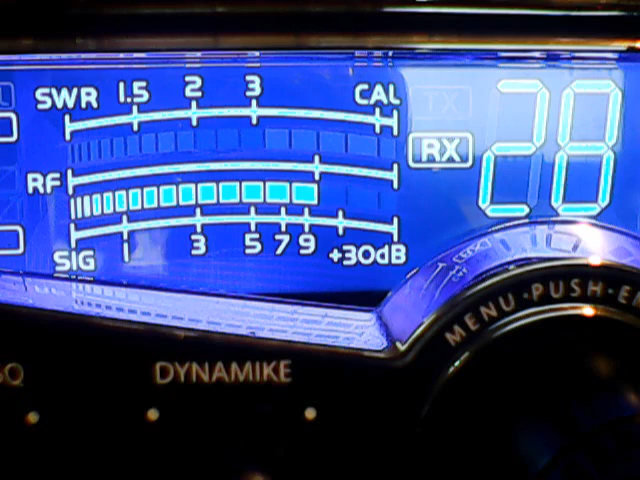 SWR 1.5 2 3 CAL
TX
RX
28
RF
SIG 1 3 5 7 9 +30dB
MENU·PUSH·
DYNAMIKE